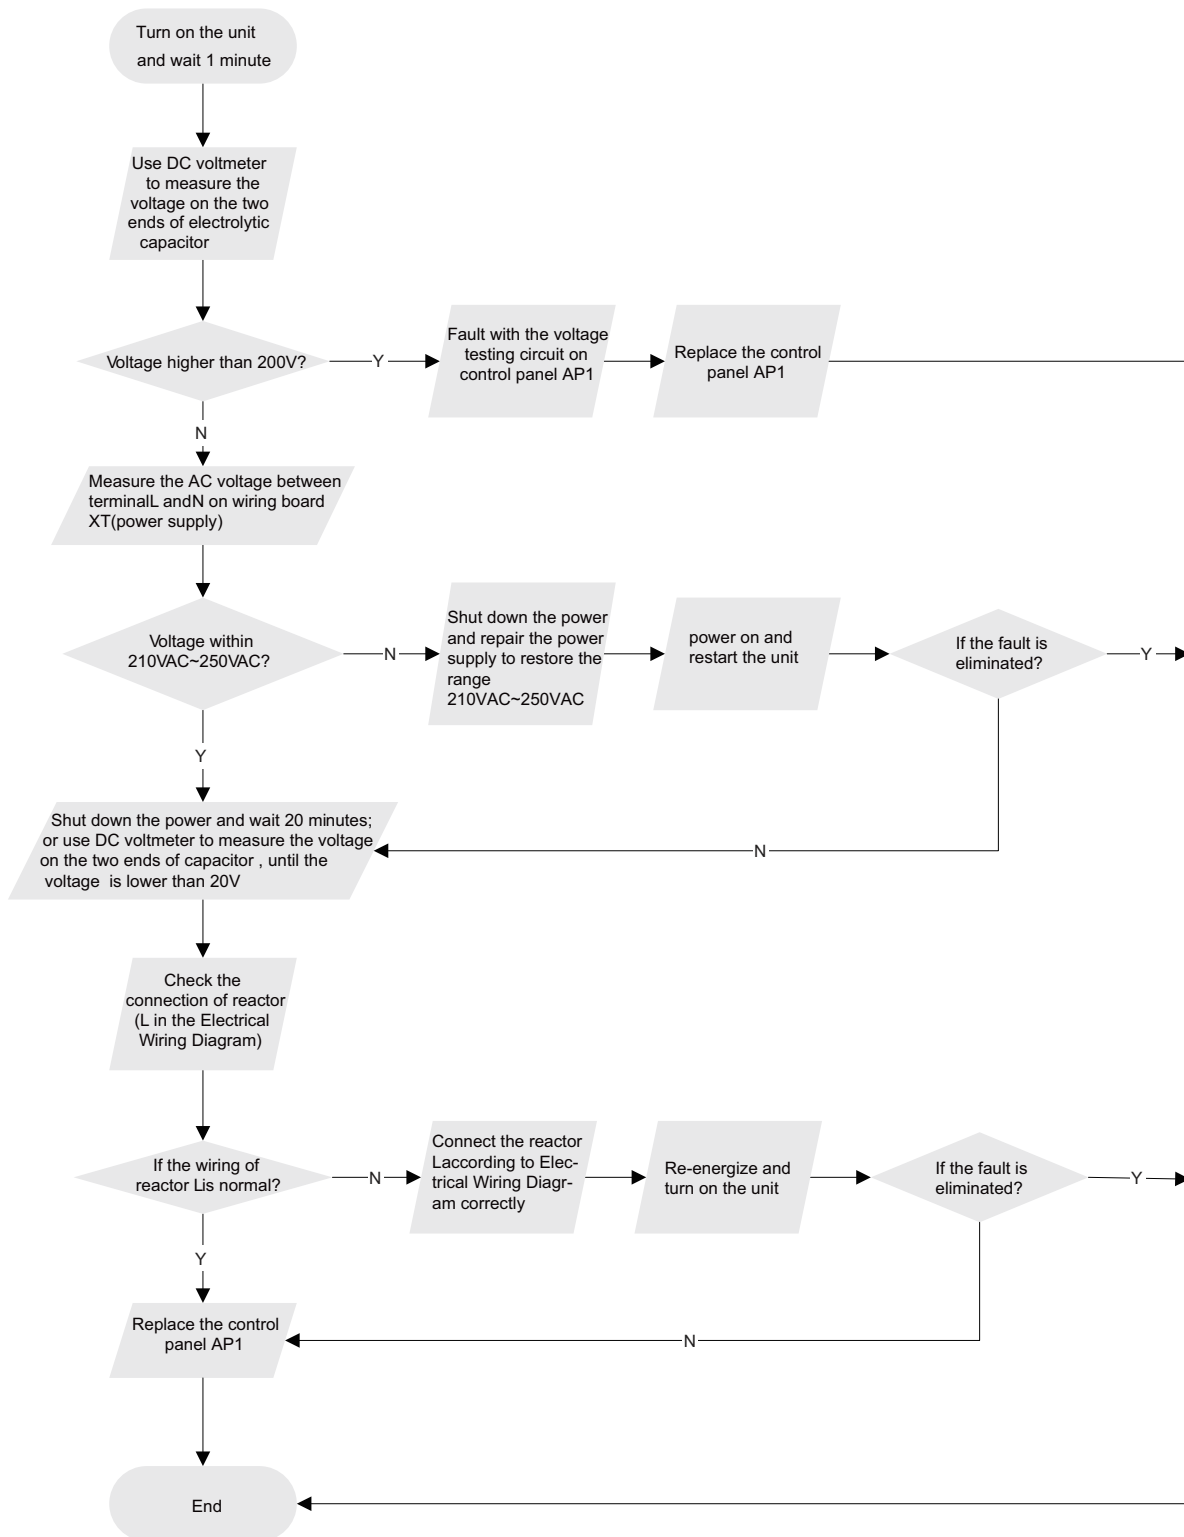 Turn on the unit
and wait 1 minute
Use DC voltmeter
to measure the
voltage on the two
ends of electrolytic
capacitor
Voltage higher than 200V?
Y
Fault with the voltage
testing circuit on
control panel AP1
Replace the control
panel AP1
N
Measure the AC voltage between
terminalL andN on wiring board
XT(power supply)
Voltage within
210VAC~250VAC?
N
Shut down the power
and repair the power
supply to restore the
range
210VAC~250VAC
power on and
restart the unit
If the fault is
eliminated?
Y
Y
Shut down the power and wait 20 minutes;
or use DC voltmeter to measure the voltage
on the two ends of capacitor , until the
voltage is lower than 20V
N
Check the
connection of reactor
(L in the Electrical
Wiring Diagram)
If the wiring of
reactor Lis normal?
N
Connect the reactor
Laccording to Elec-
trical Wiring Diagr-
am correctly
Re-energize and
turn on the unit
If the fault is
eliminated?
Y
Y
Replace the control
panel AP1
N
End